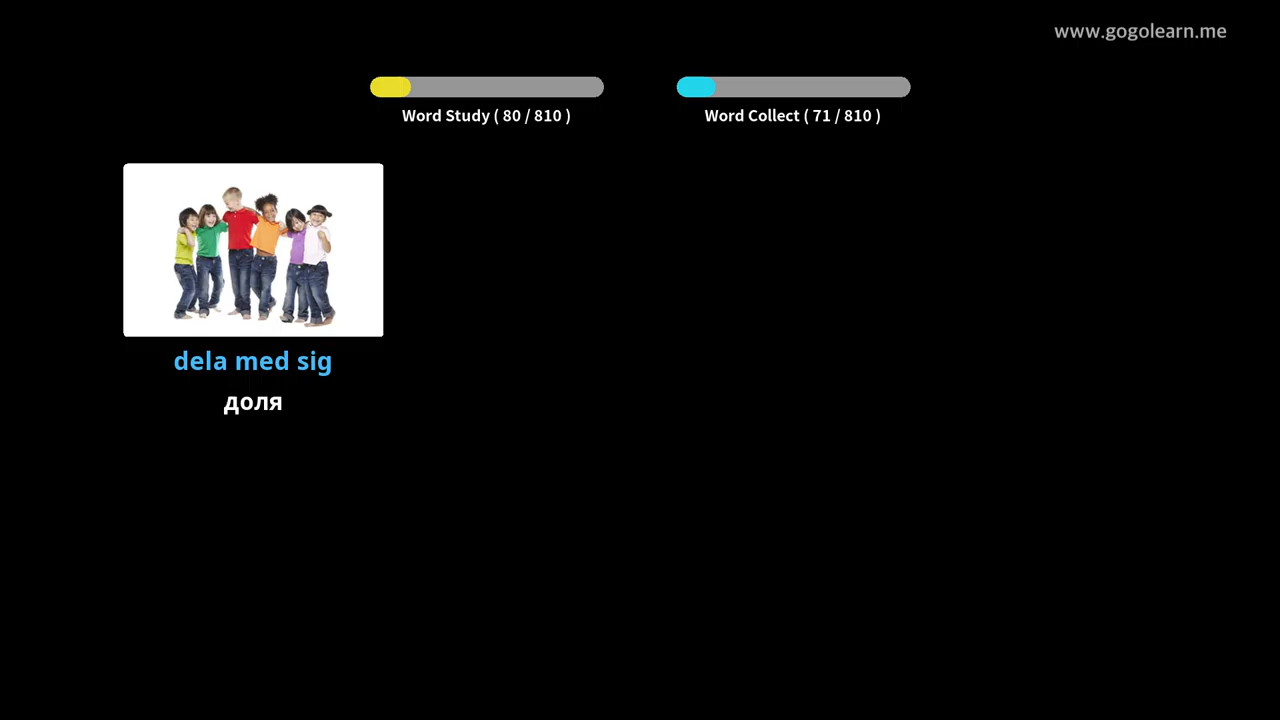 www.gogolearn.me
Word Study ( 80 / 810 )
Word Collect ( 71 / 810 )
dela med sig
доля